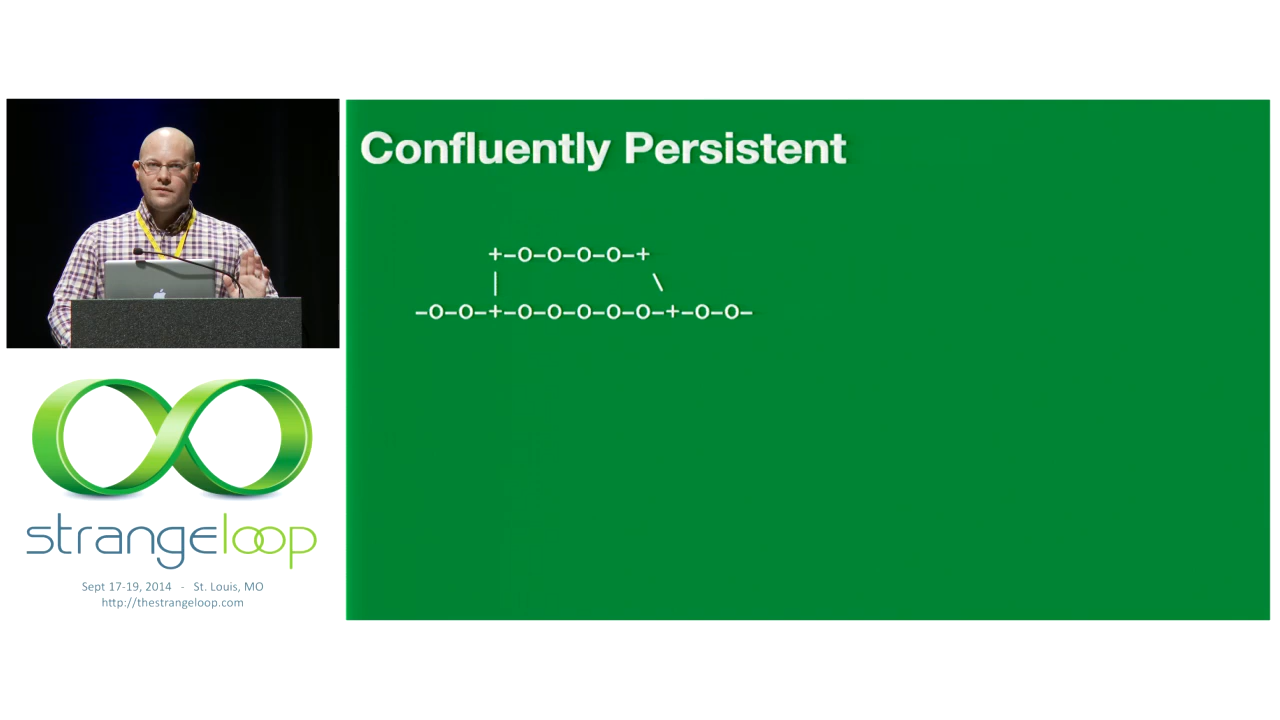 Confluently Persistent
+–O–O–O–O–+
| \
–O–O–+–O–O–O–O–O–+–O–O–
strangeloop
Sept 17-19, 2014 - St. Louis, MO
http://thestrangeloop.com